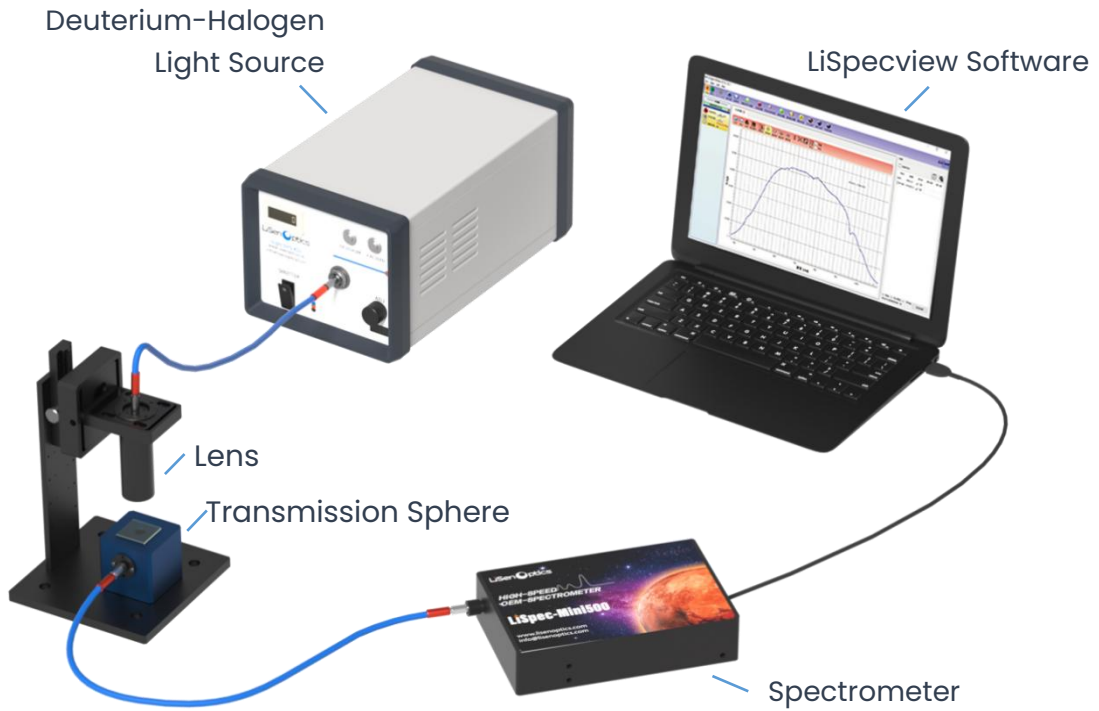 Deuterium-Halogen
Light Source
LiSpecview Software
LiSenOptics
Lens
Transmission Sphere
LiSenOptics
HIGH-SPEED
OEM-SPECTROMETER
LiSpec-Mini500
www.lisenoptics.com
info@lisenoptics.com
Spectrometer